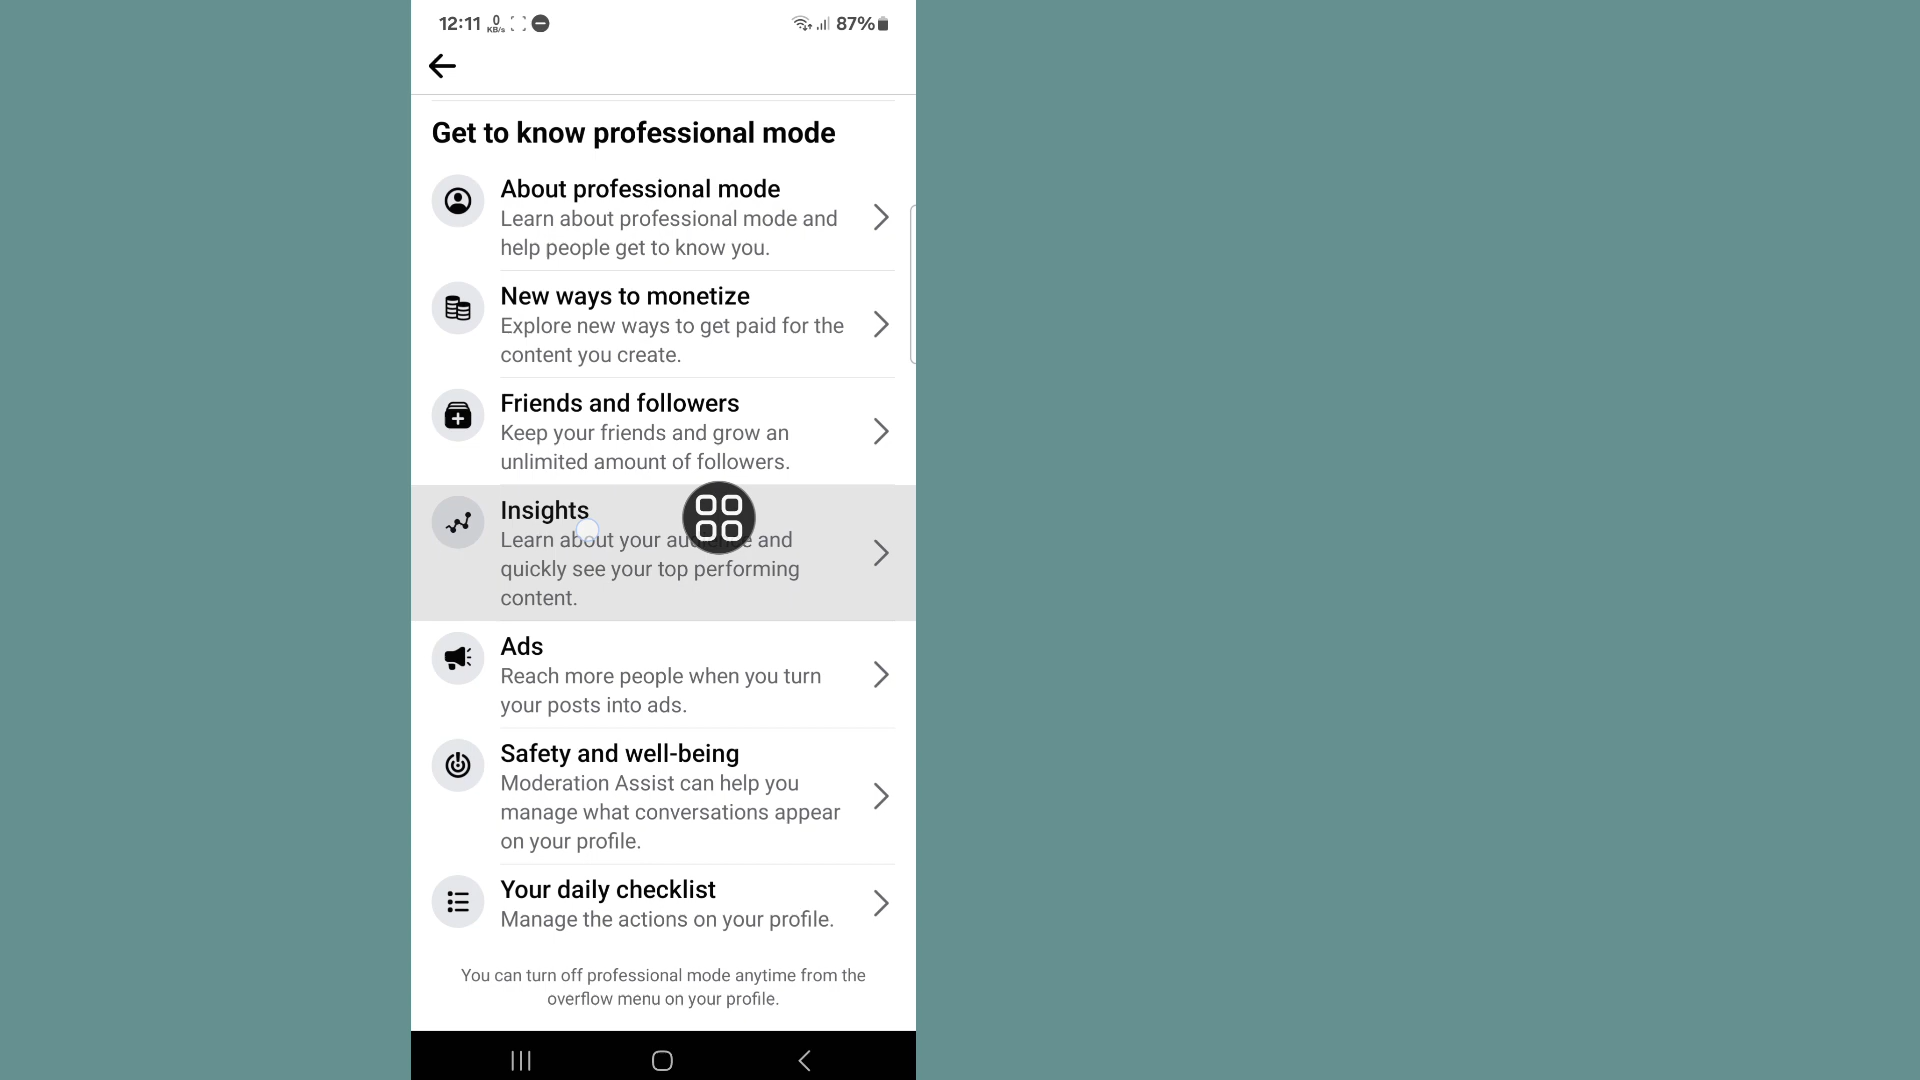 12:11 0 KB/s 87%
Get to know professional mode
About professional mode
Learn about professional mode and
help people get to know you.
New ways to monetize
Explore new ways to get paid for the
content you create.
Friends and followers
Keep your friends and grow an
unlimited amount of followers.
Insights
Learn about your audience and
quickly see your top performing
content.
Ads
Reach more people when you turn
your posts into ads.
Safety and well-being
Moderation Assist can help you
manage what conversations appear
on your profile.
Your daily checklist
Manage the actions on your profile.
You can turn off professional mode anytime from the
overflow menu on your profile.